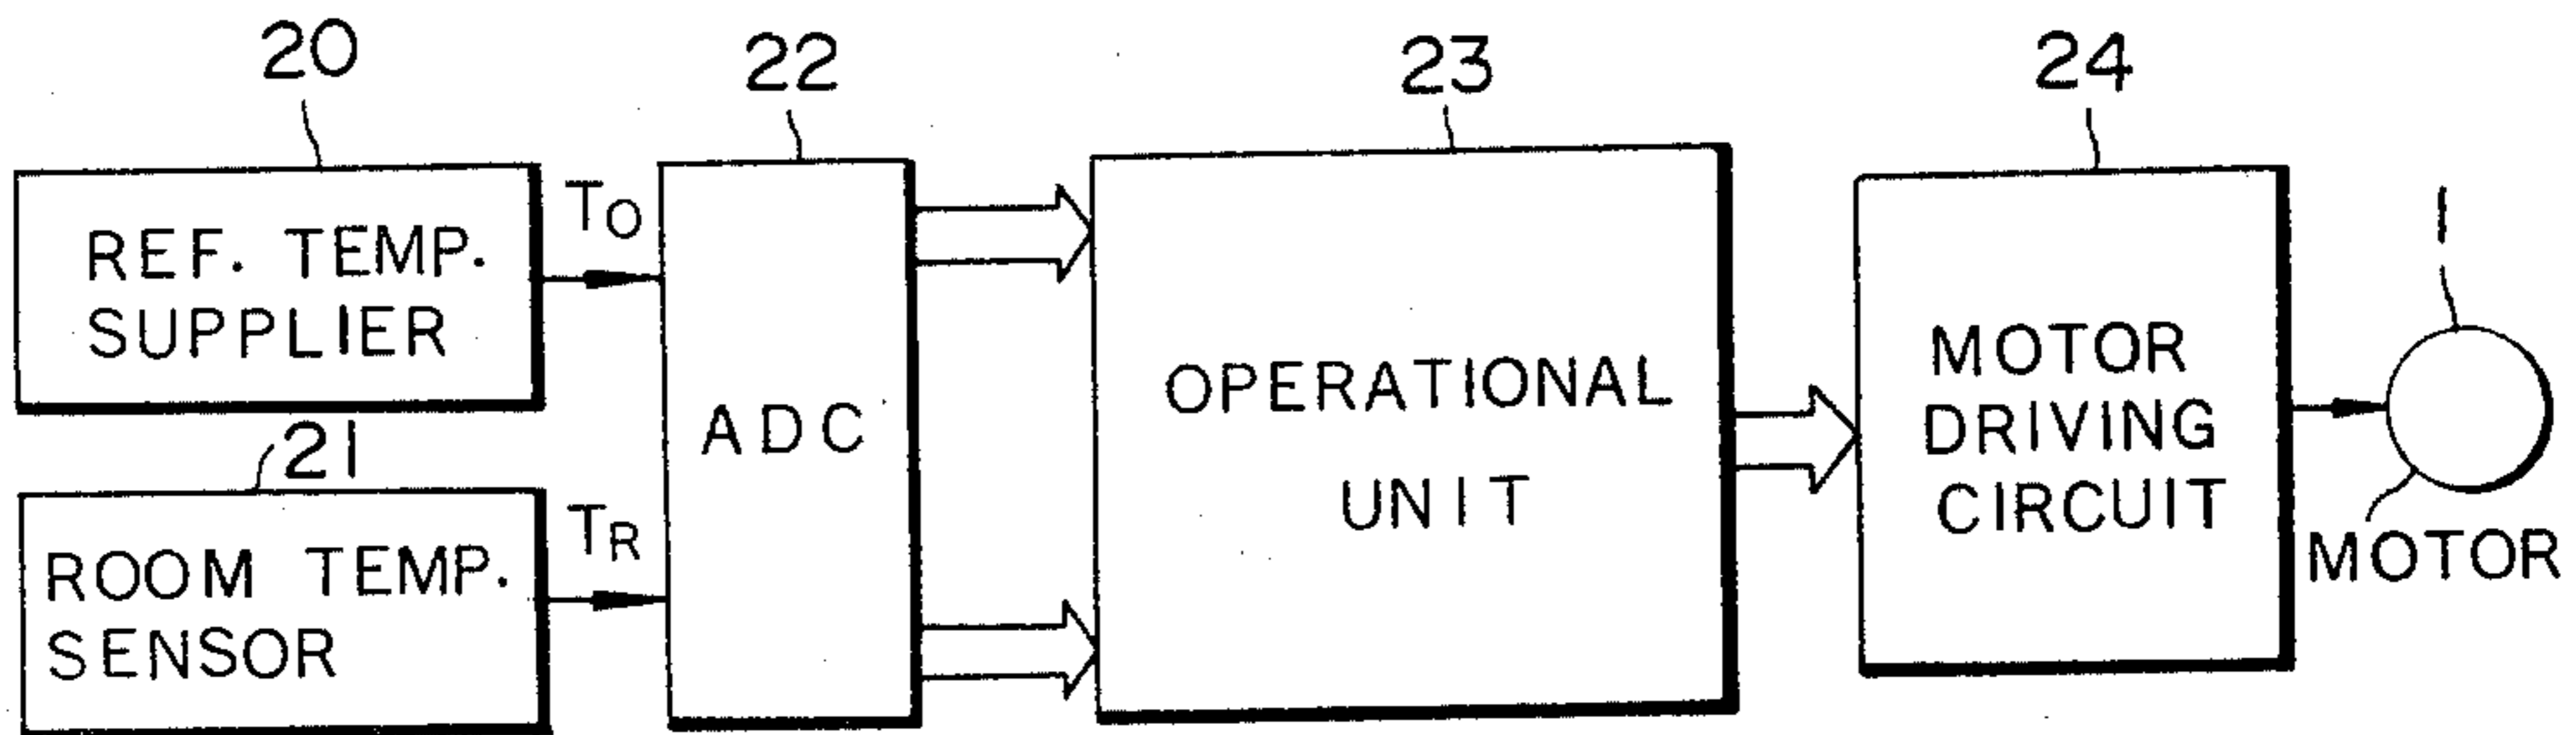 20
22
23
24
1
REF. TEMP.
SUPPLIER
TO
21
ROOM TEMP.
SENSOR
TR
ADC
OPERATIONAL
UNIT
MOTOR
DRIVING
CIRCUIT
MOTOR